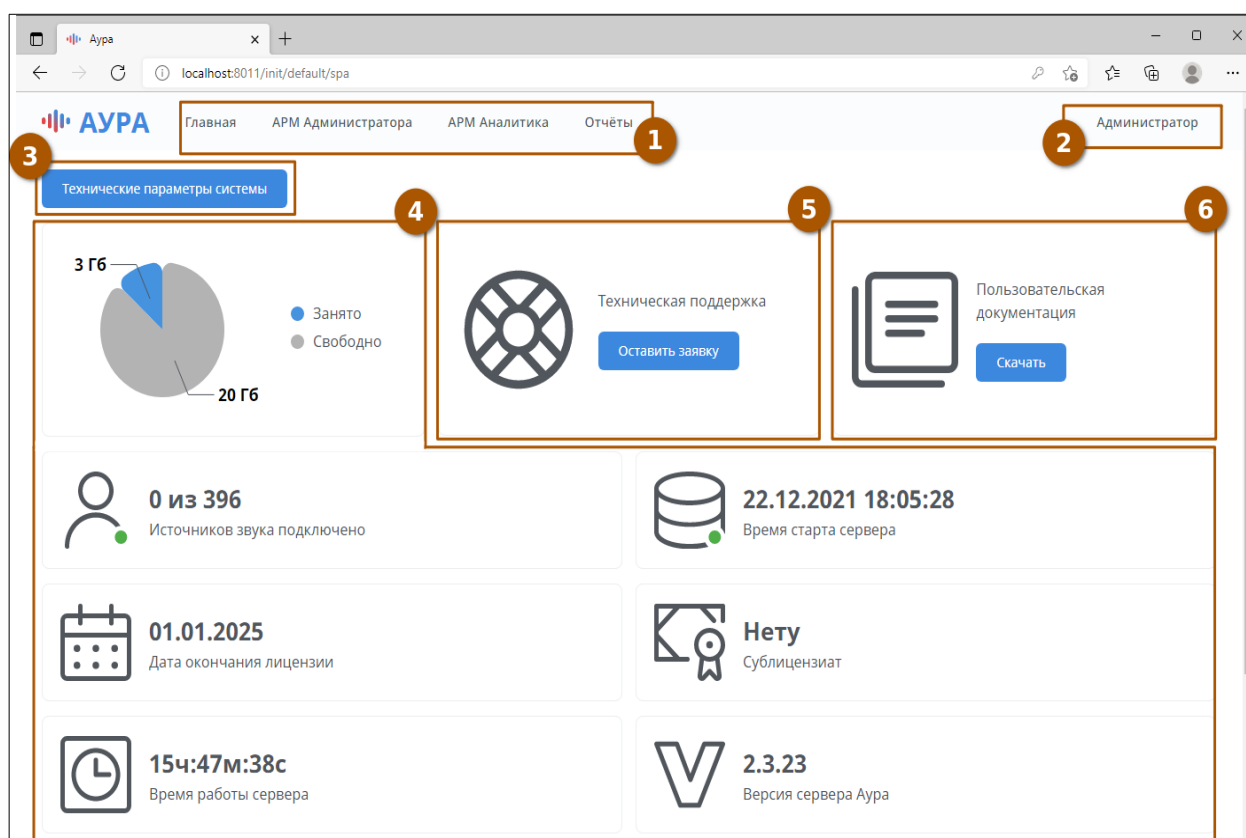 Аура
localhost:8011/init/default/spa
АУРА
Главная АРМ Администратора АРМ Аналитика Отчёты
1
2
Администратор
3
Технические параметры системы
4
5
6
3 Гб
20 Гб
Занято
Свободно
Техническая поддержка
Оставить заявку
Пользовательская
документация
Скачать
0 из 396
Источников звука подключено
22.12.2021 18:05:28
Время старта сервера
01.01.2025
Дата окончания лицензии
Нету
Сублицензиат
15ч:47м:38с
Время работы сервера
V
2.3.23
Версия сервера Аура